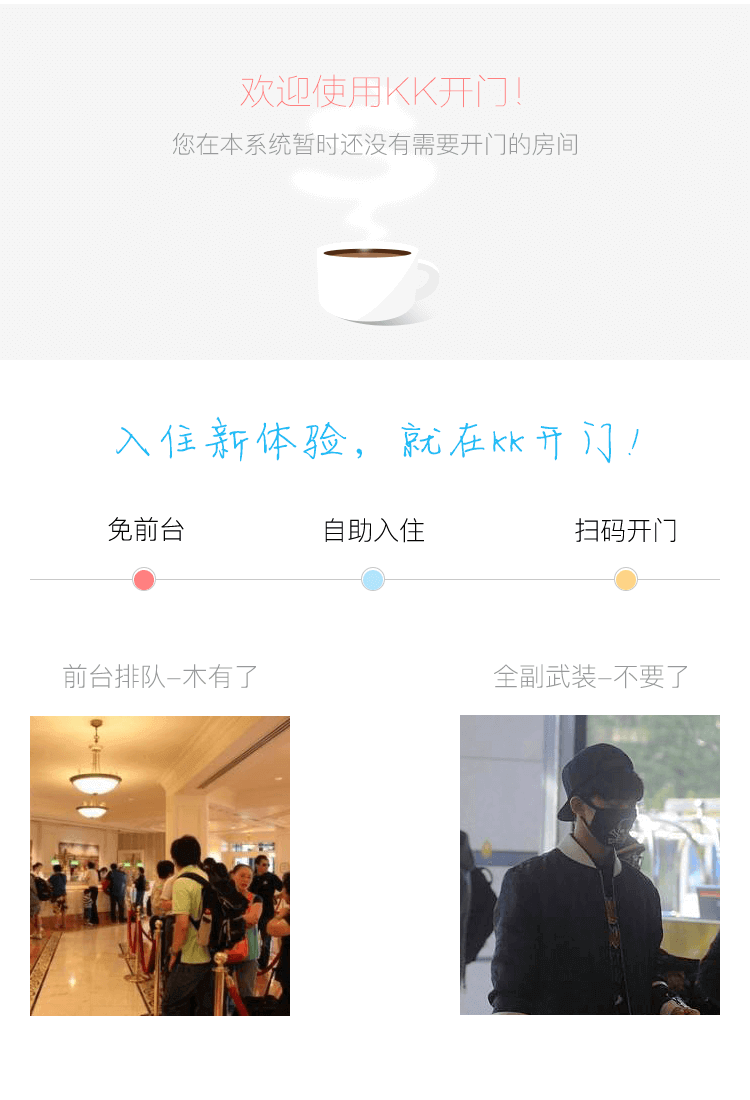 欢迎使用KK开门!
您在本系统暂时还没有需要开门的房间
入住新体验，就在kk开门!
免前台
自助入住
扫码开门
前台排队-木有了
全副武装-不要了